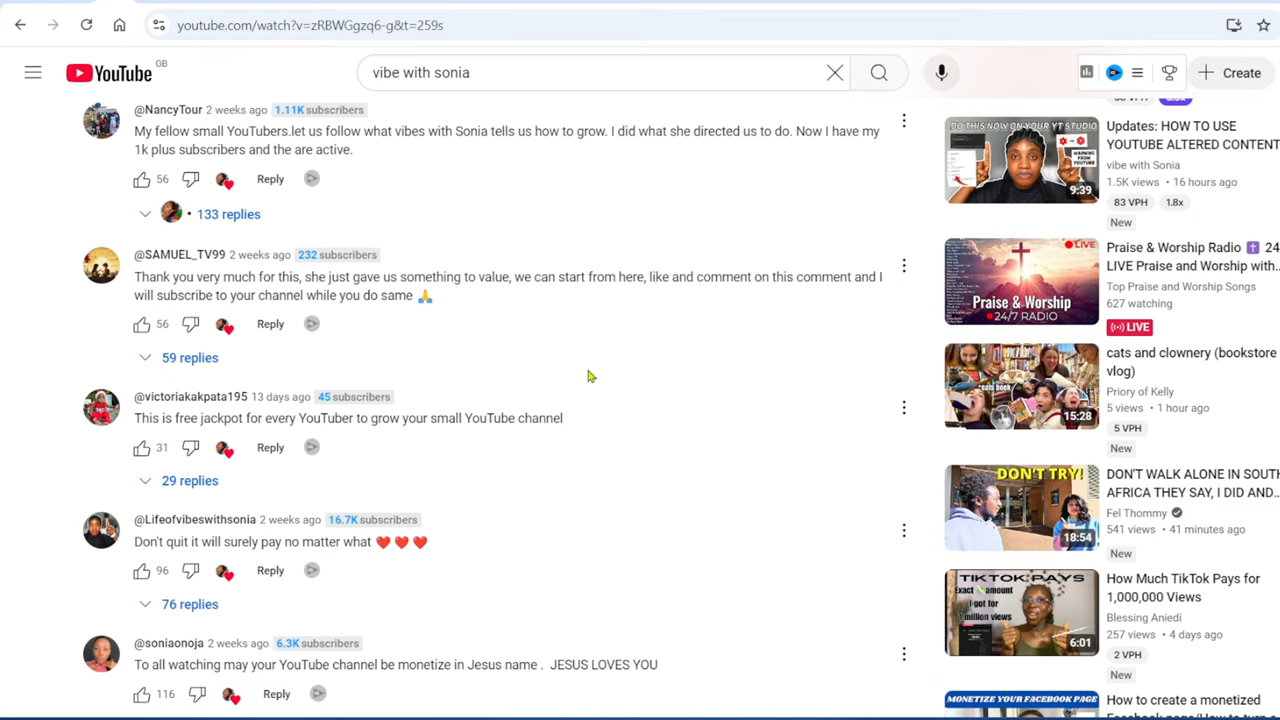 youtube.com/watch?v=zRBWGgzq6-g&t=259s
YouTube GB
vibe with sonia
Create
@NancyTour 2 weeks ago 1.11K subscribers
My fellow small YouTubers.let us follow what vibes with Sonia tells us how to grow. I did what she directed us to do. Now I have my
1k plus subscribers and are active.
56 Reply
133 replies
@SAMUEL_TV99 2 weeks ago 232 subscribers
Thank you very much for this, she just gave us something to value, we can start from here, like and comment on this comment and I
will subscribe to your channel while you do same 🙏
56 Reply
59 replies
@victoriakakpata195 13 days ago 45 subscribers
This is free jackpot for every YouTuber to grow your small YouTube channel
31 Reply
29 replies
@Lifeofvibeswithsonia 2 weeks ago 16.7K subscribers
Don't quit it will surely pay no matter what ❤️ ❤️ ❤️
96 Reply
76 replies
@soniaonoja 2 weeks ago 6.3K subscribers
To all watching may your YouTube channel be monetize in Jesus name . JESUS LOVES YOU
116 Reply
DO THIS NOW ON YOUR YT STUDIO
WARNING
FROM
YOUTUBE
9:39
Updates: HOW TO USE
YOUTUBE ALTERED CONTENT
vibe with Sonia
1.5K views • 16 hours ago
83 VPH 1.8x
New
LIVE
Praise & Worship
24/7 RADIO
Praise & Worship Radio ✝️ 24
Live Praise and Worship with...
Top Praise and Worship Songs
627 watching
LIVE
*eats book*
15:28
cats and clownery (bookstore
vlog)
Priory of Kelly
5 views • 1 hour ago
5 VPH
New
DON'T TRY!
18:54
DON'T WALK ALONE IN SOUTH
AFRICA THEY SAY, I DID AND...
Fel Thommy
541 views • 41 minutes ago
New
TIKTOK PAYS
Exact amount
I got for
1 million views
6:01
How Much TikTok Pays for
1,000,000 Views
Blessing Aniedi
257 views • 4 days ago
2 VPH
New
MONETIZE YOUR FACEBOOK PAGE
How to create a monetized